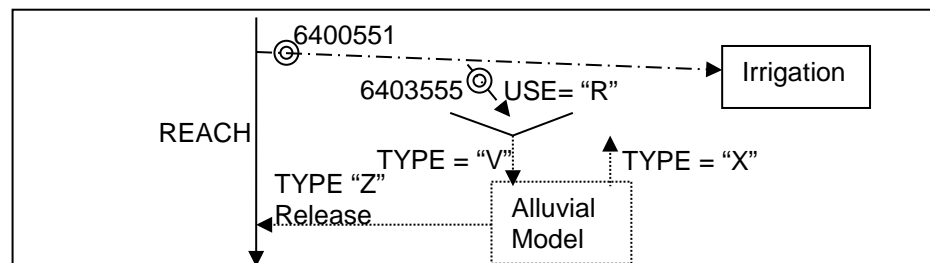 6400551
Irrigation
6403555
USE= “R”
REACH
TYPE = “V”
TYPE = “X”
TYPE “Z”
Release
Alluvial
Model